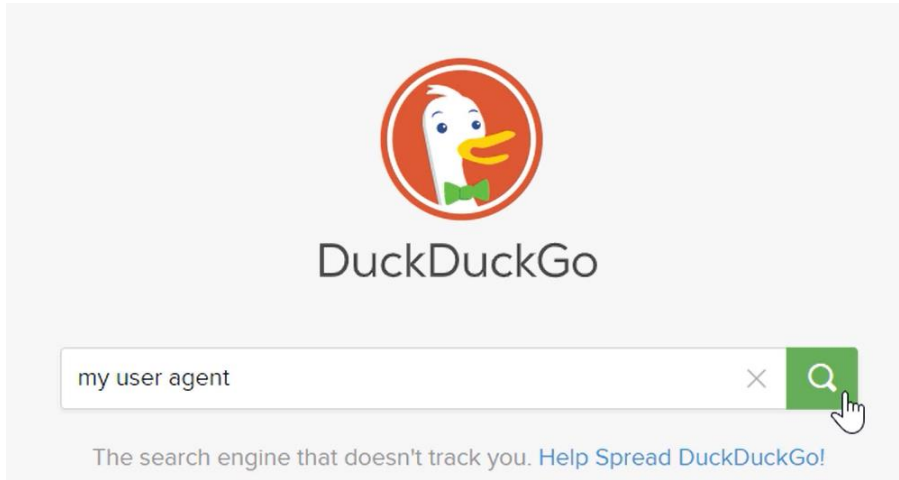 DuckDuckGo
my user agent
The search engine that doesn't track you. Help Spread DuckDuckGo!